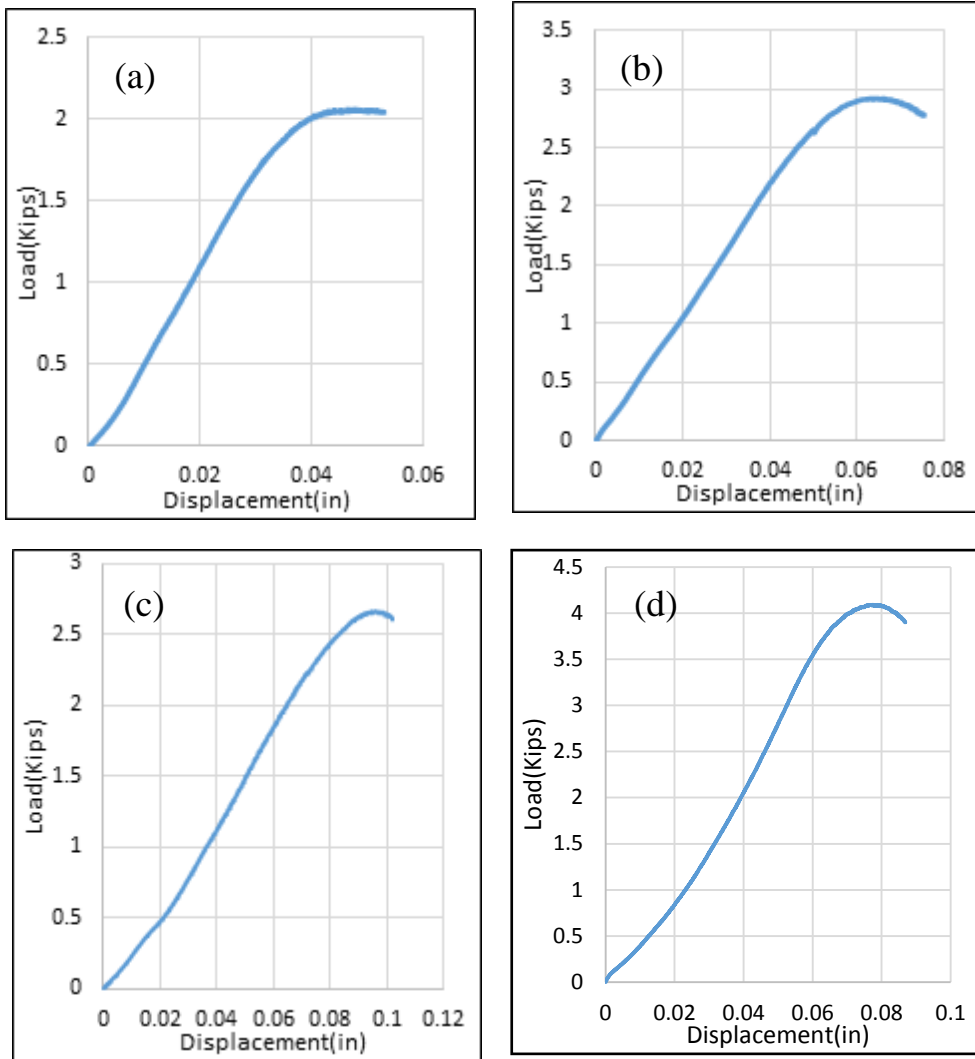 (a)
Load(Kips)
2.5
2
1.5
1
0.5
0
0 0.02 0.04 0.06
Displacement(in)
(b)
Load(Kips)
3.5
3
2.5
2
1.5
1
0.5
0
0 0.02 0.04 0.06 0.08
Displacement(in)
(c)
Load(Kips)
3
2.5
2
1.5
1
0.5
0
0 0.02 0.04 0.06 0.08 0.1 0.12
Displacement(in)
(d)
Load(Kips)
4.5
4
3.5
3
2.5
2
1.5
1
0.5
0
0 0.02 0.04 0.06 0.08 0.1
Displacement(in)